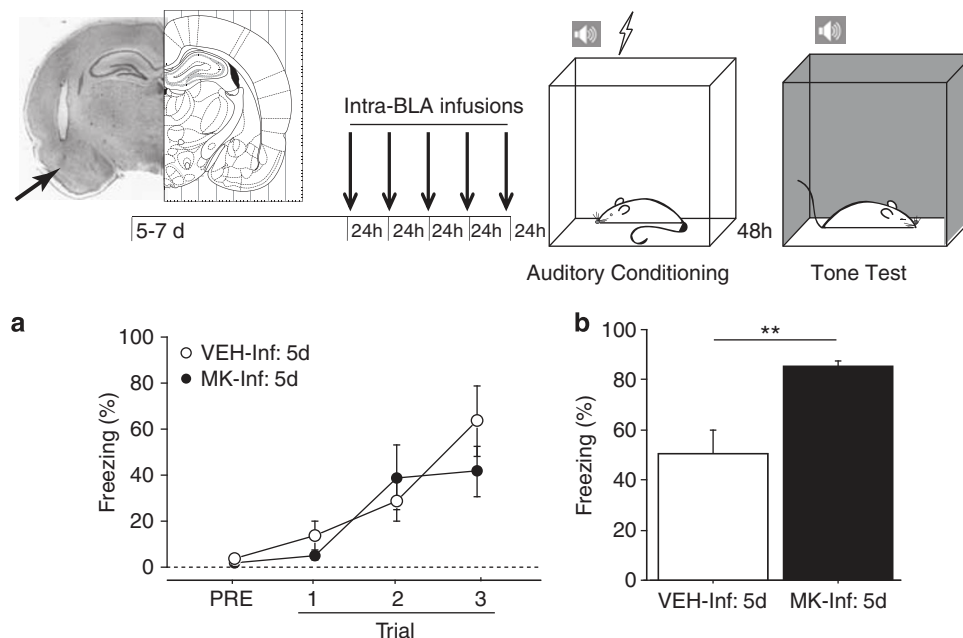 Intra-BLA infusions
5-7 d
24h 24h 24h 24h 24h
48h
Auditory Conditioning
Tone Test
a
100
80
60
40
20
0
Freezing (%)
VEH-Inf: 5d
MK-Inf: 5d
PRE 1 2 3
Trial
b
100
80
60
40
20
0
Freezing (%)
**
VEH-Inf: 5d MK-Inf: 5d